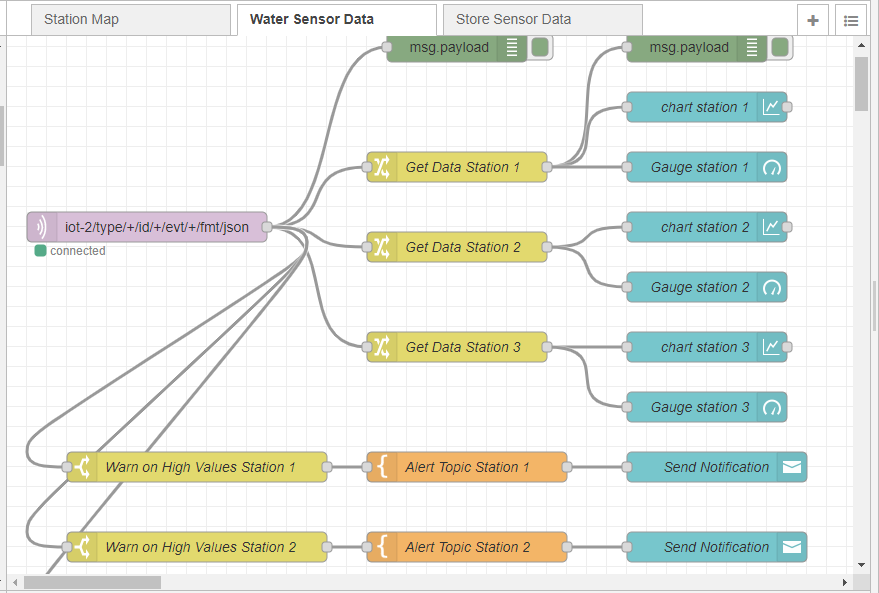 Station Map
Water Sensor Data
Store Sensor Data
msg.payload
msg.payload
chart station 1
Get Data Station 1
Gauge station 1
iot-2/type/+/id/+/evt/+/fmt/json
connected
chart station 2
Get Data Station 2
Gauge station 2
Get Data Station 3
chart station 3
Gauge station 3
Warn on High Values Station 1
Alert Topic Station 1
Send Notification
Warn on High Values Station 2
Alert Topic Station 2
Send Notification